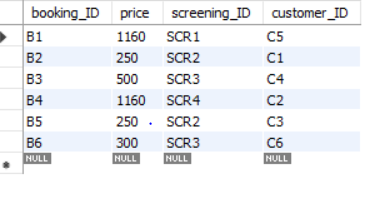 booking_ID price screening_ID customer_ID
B1 1160 SCR1 C5
B2 250 SCR2 C1
B3 500 SCR3 C4
B4 1160 SCR4 C2
B5 250 SCR2 C3
B6 300 SCR3 C6
NULL NULL NULL NULL